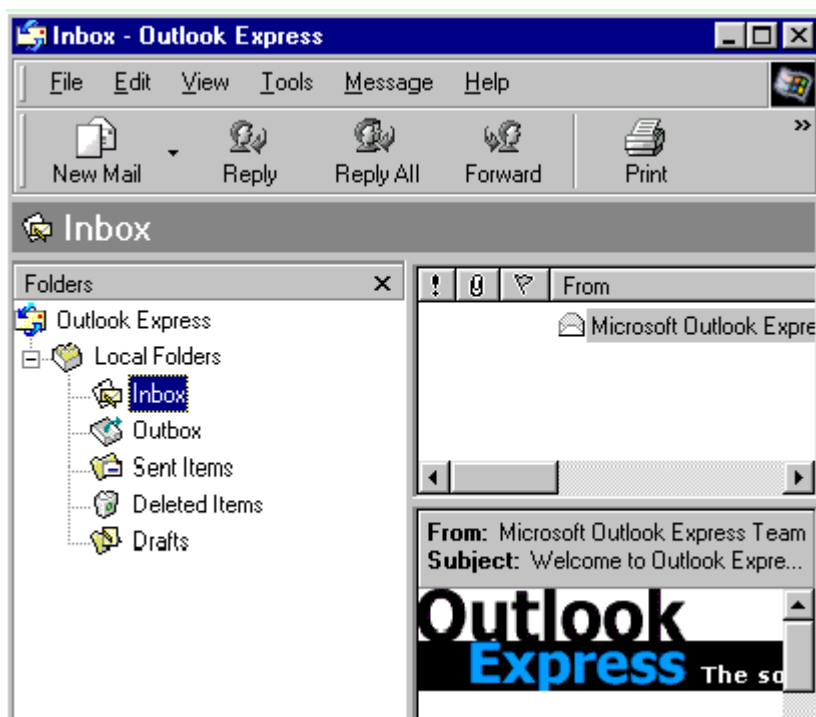 Inbox - Outlook Express
File Edit View Tools Message Help
New Mail Reply Reply All Forward Print »
Inbox
Folders
Outlook Express
Local Folders
Inbox
Outbox
Sent Items
Deleted Items
Drafts
! From
Microsoft Outlook Expre
From: Microsoft Outlook Express Team
Subject: Welcome to Outlook Expre...
Outlook
Express The so